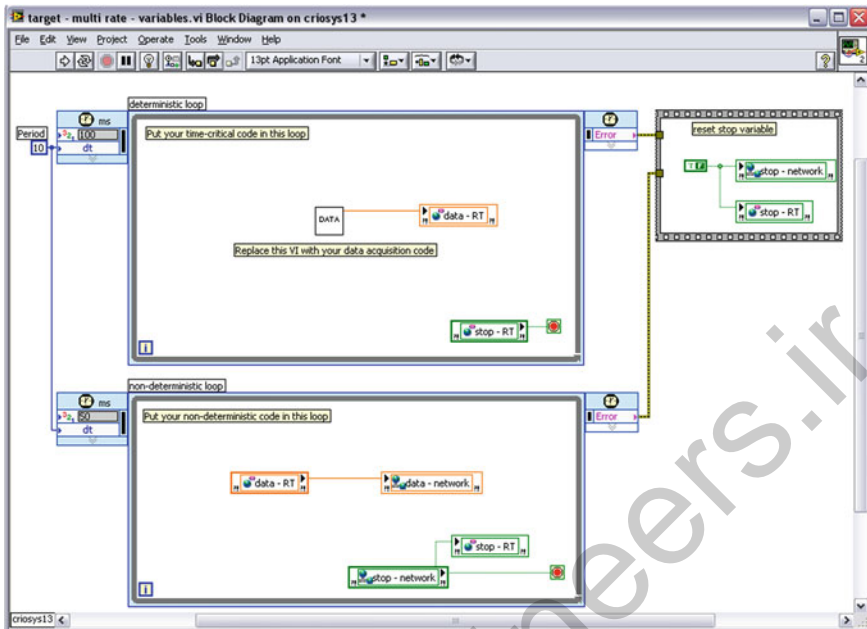 target - multi rate - variables.vi Block Diagram on criosys13 *
File Edit View Project Operate Tools Window Help
13pt Application Font
2
deterministic loop
ms
Period
100
10
dt
Put your time-critical code in this loop
DATA
data - RT
Replace this VI with your data acquisition code
stop - RT
i
Error
reset stop variable
T F
stop - network
stop - RT
non-deterministic loop
ms
50
dt
Put your non-deterministic code in this loop
data - RT
data - network
stop - RT
stop - network
i
Error
criosys13
neers.ir